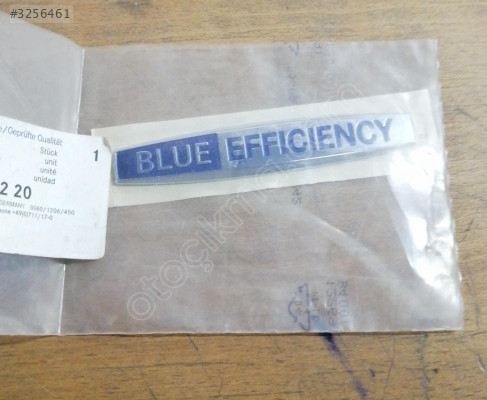 #3256461
e/Geprüfte Qualität
Stück
unit
unité
unidad
1
2 20
BLUE EFFICIENCY
otoçıkma